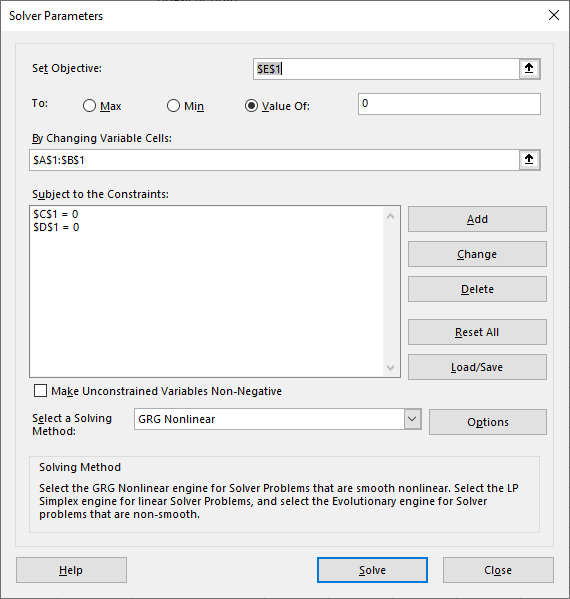 Solver Parameters
Set Objective:
$E$1
To:
Max
Min
Value Of:
0
By Changing Variable Cells:
$A$1:$B$1
Subject to the Constraints:
$C$1 = 0
$D$1 = 0
Add
Change
Delete
Reset All
Load/Save
Make Unconstrained Variables Non-Negative
Select a Solving
Method:
GRG Nonlinear
Options
Solving Method
Select the GRG Nonlinear engine for Solver Problems that are smooth nonlinear. Select the LP
Simplex engine for linear Solver Problems, and select the Evolutionary engine for Solver
problems that are non-smooth.
Help
Solve
Close